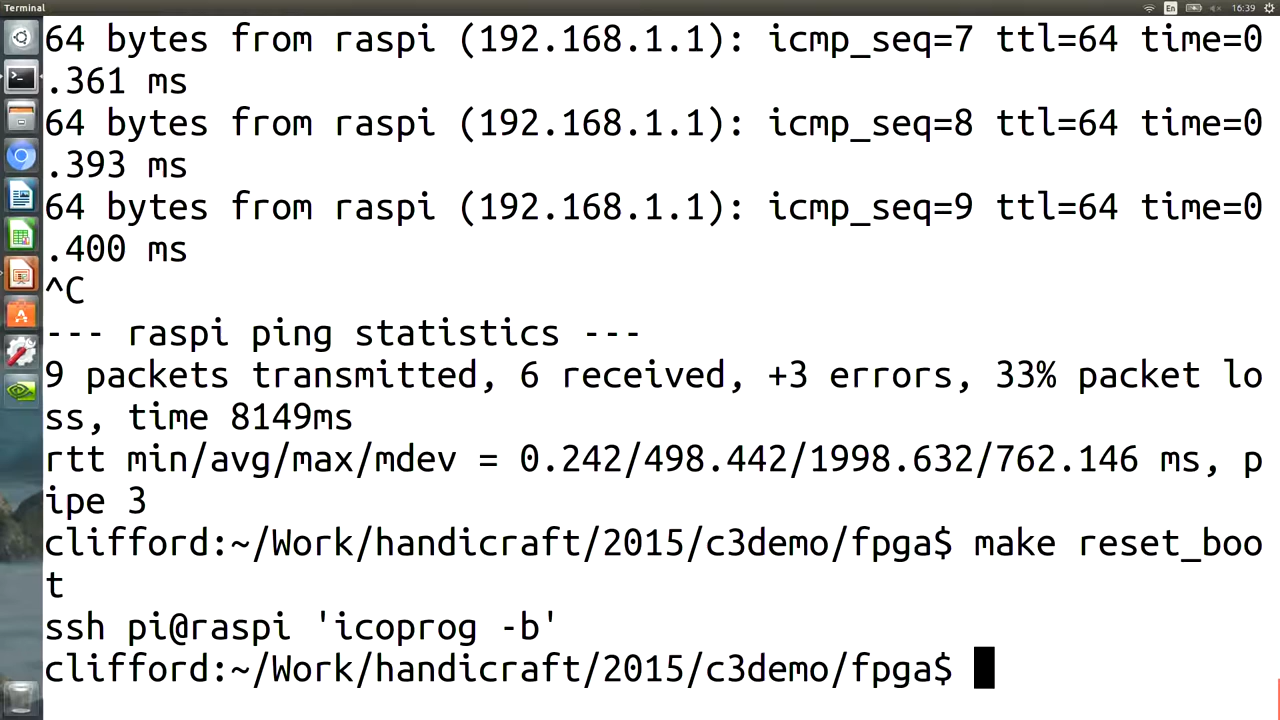 Terminal
En
16:39
64 bytes from raspi (192.168.1.1): icmp_seq=7 ttl=64 time=0
.361 ms
64 bytes from raspi (192.168.1.1): icmp_seq=8 ttl=64 time=0
.393 ms
64 bytes from raspi (192.168.1.1): icmp_seq=9 ttl=64 time=0
.400 ms
^C
--- raspi ping statistics ---
9 packets transmitted, 6 received, +3 errors, 33% packet lo
ss, time 8149ms
rtt min/avg/max/mdev = 0.242/498.442/1998.632/762.146 ms, p
ipe 3
clifford:~/Work/handicraft/2015/c3demo/fpga$ make reset_boo
t
ssh pi@raspi 'icoprog -b'
clifford:~/Work/handicraft/2015/c3demo/fpga$